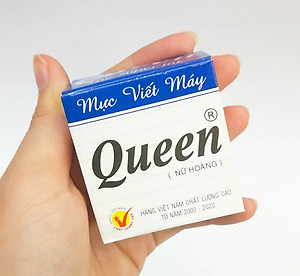 Mực Viết Máy
Queen ®
( NỮ HOÀNG )
HÀNG VIỆT NAM CHẤT LƯỢNG CAO
TỪ NĂM 2000 - 2020